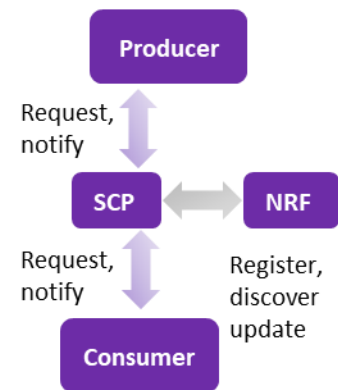 Producer
Request,
notify
SCP
NRF
Request,
notify
Register,
discover
update
Consumer